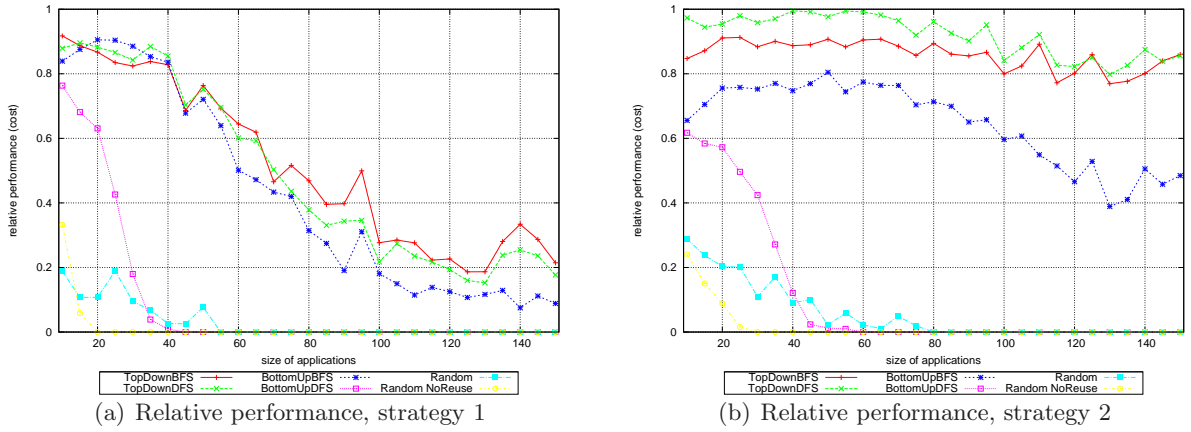 1
0.8
0.6
0.4
0.2
0
relative performance (cost)
20 40 60 80 100 120 140
size of applications
TopDownBFS BottomUpBFS Random
TopDownDFS BottomUpDFS Random NoReuse
(a) Relative performance, strategy 1
1
0.8
0.6
0.4
0.2
0
relative performance (cost)
20 40 60 80 100 120 140
size of applications
TopDownBFS BottomUpBFS Random
TopDownDFS BottomUpDFS Random NoReuse
(b) Relative performance, strategy 2